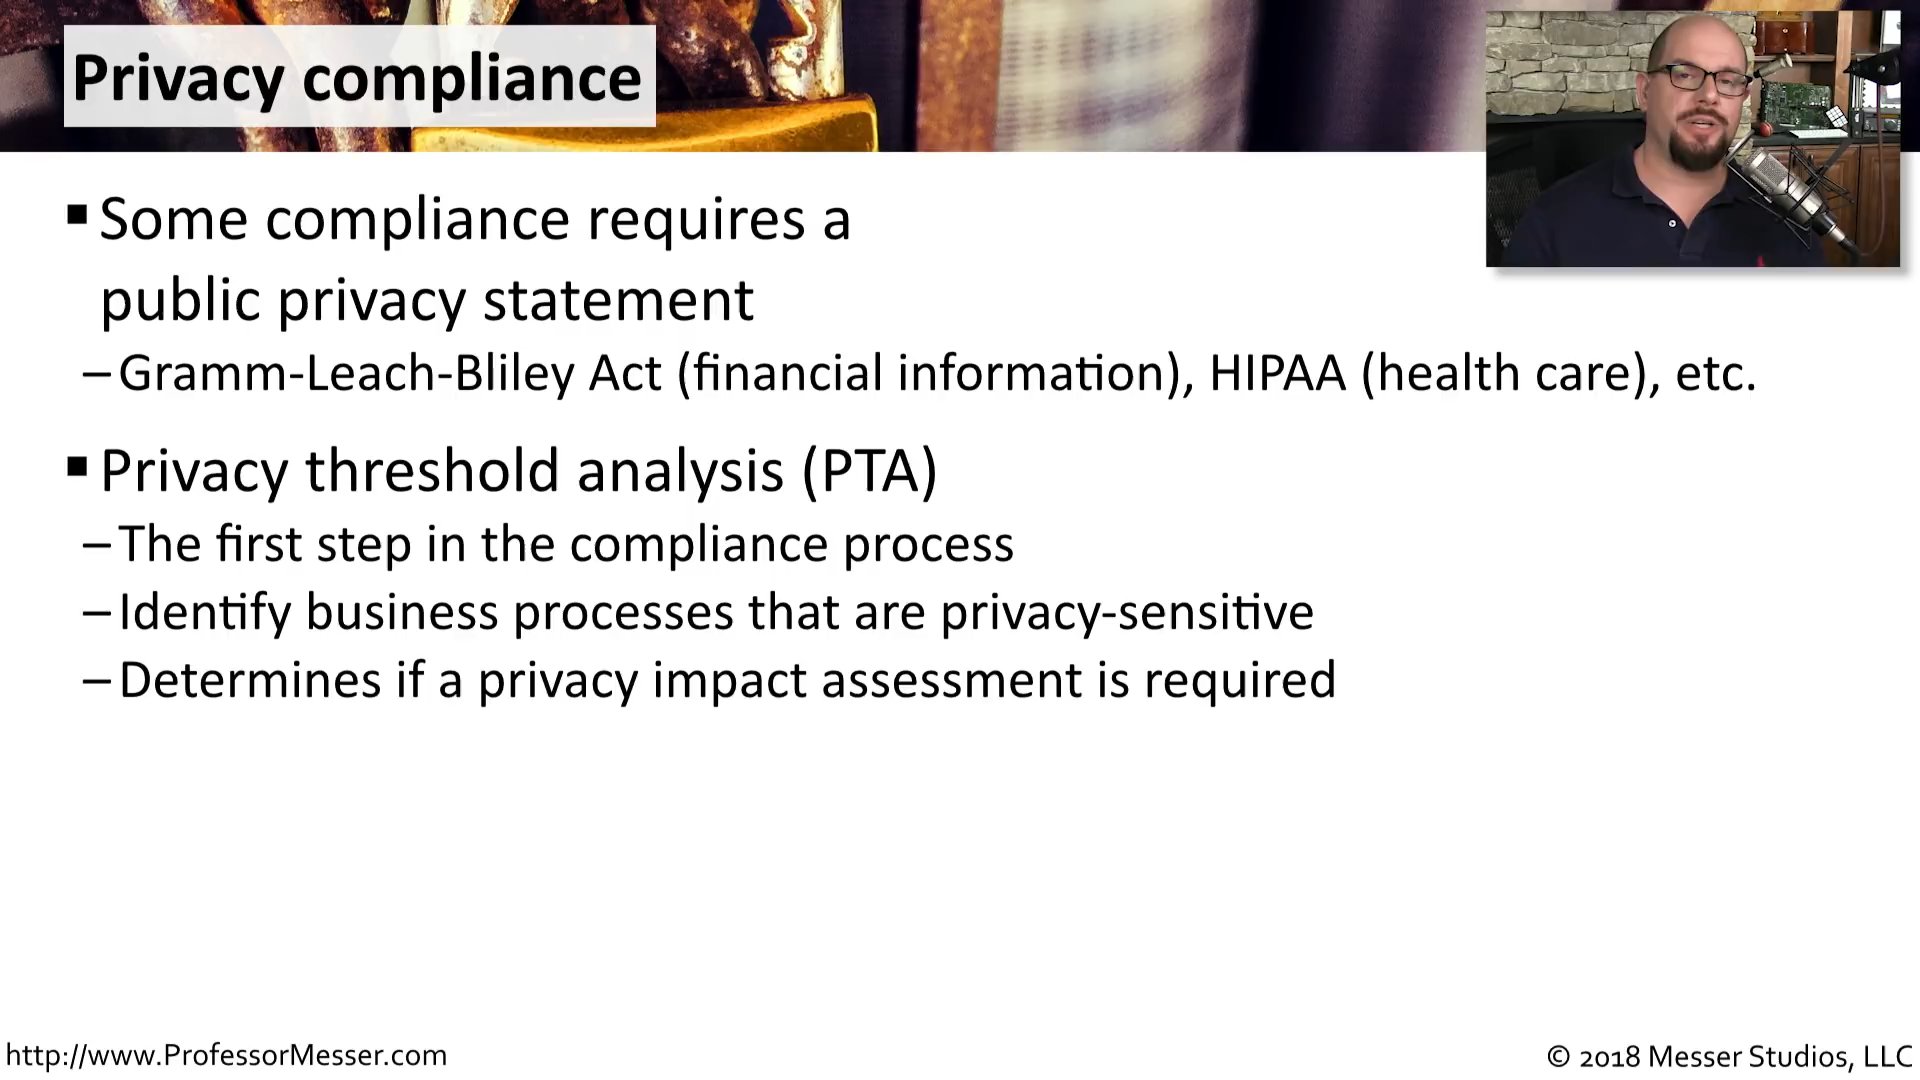 Privacy compliance
▪ Some compliance requires a
public privacy statement
– Gramm-Leach-Bliley Act (financial information), HIPAA (health care), etc.
▪ Privacy threshold analysis (PTA)
– The first step in the compliance process
– Identify business processes that are privacy-sensitive
– Determines if a privacy impact assessment is required
http://www.ProfessorMesser.com
© 2018 Messer Studios, LLC